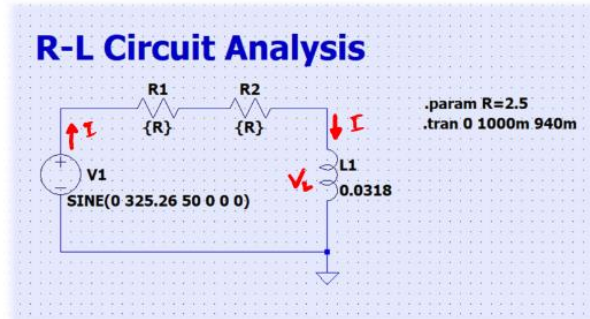 R-L Circuit Analysis
R1 R2
{R} {R}
.param R=2.5
.tran 0 1000m 940m
I
I
+
V1
-
L1
V_L
0.0318
SINE(0 325.26 50 0 0 0)